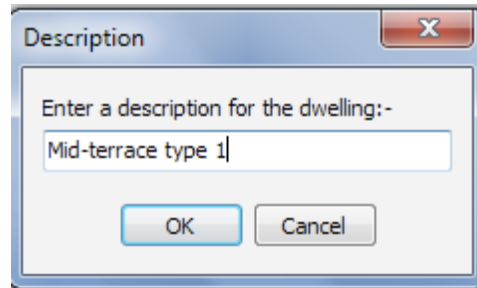 Description
Enter a description for the dwelling:-
Mid-terrace type 1
OK
Cancel